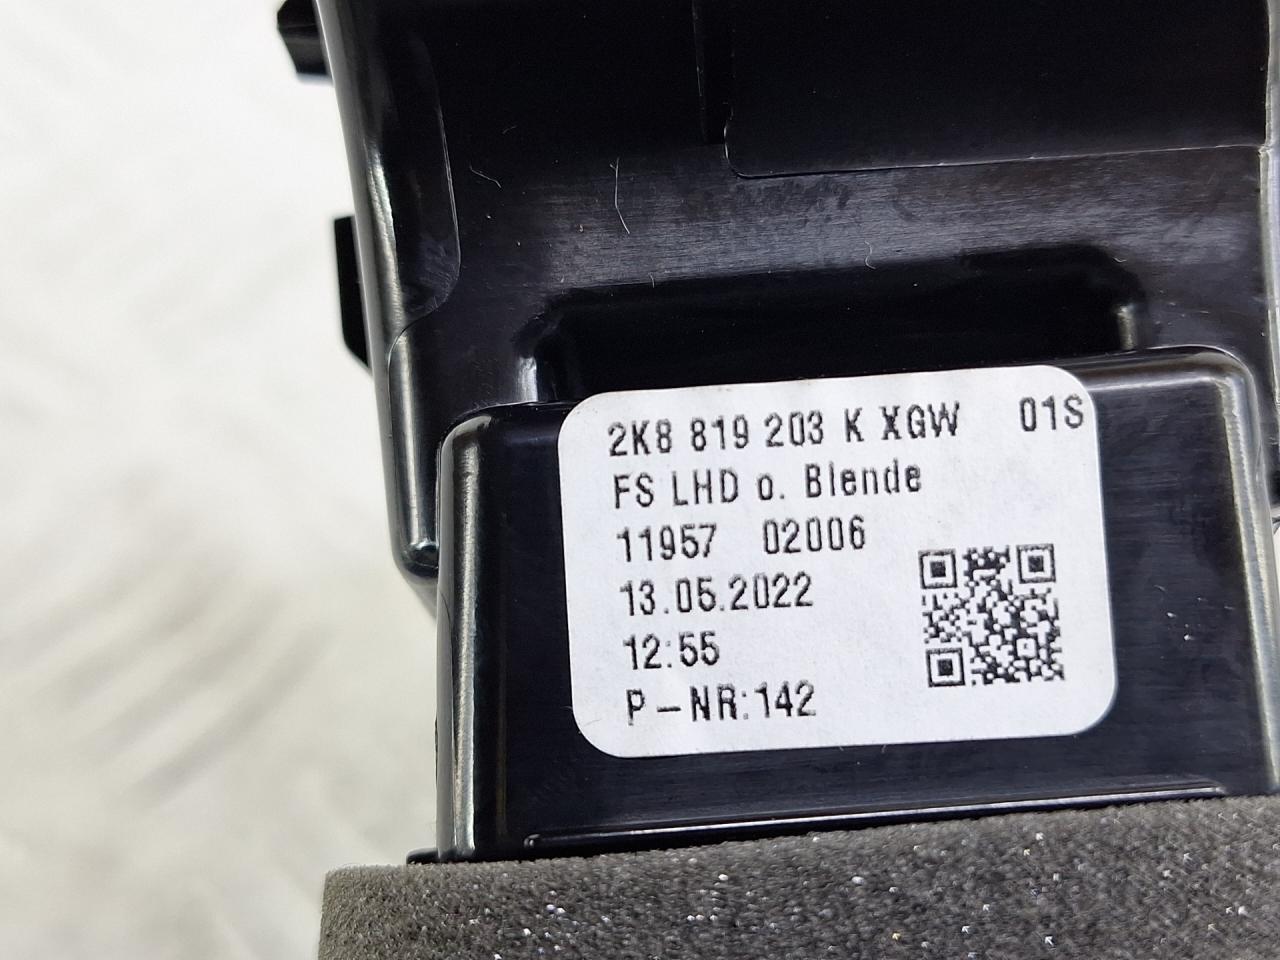 2K8 819 203 K XGW 01S
FS LHD o. Blende
11957 02006
13.05.2022
12:55
P-NR:142